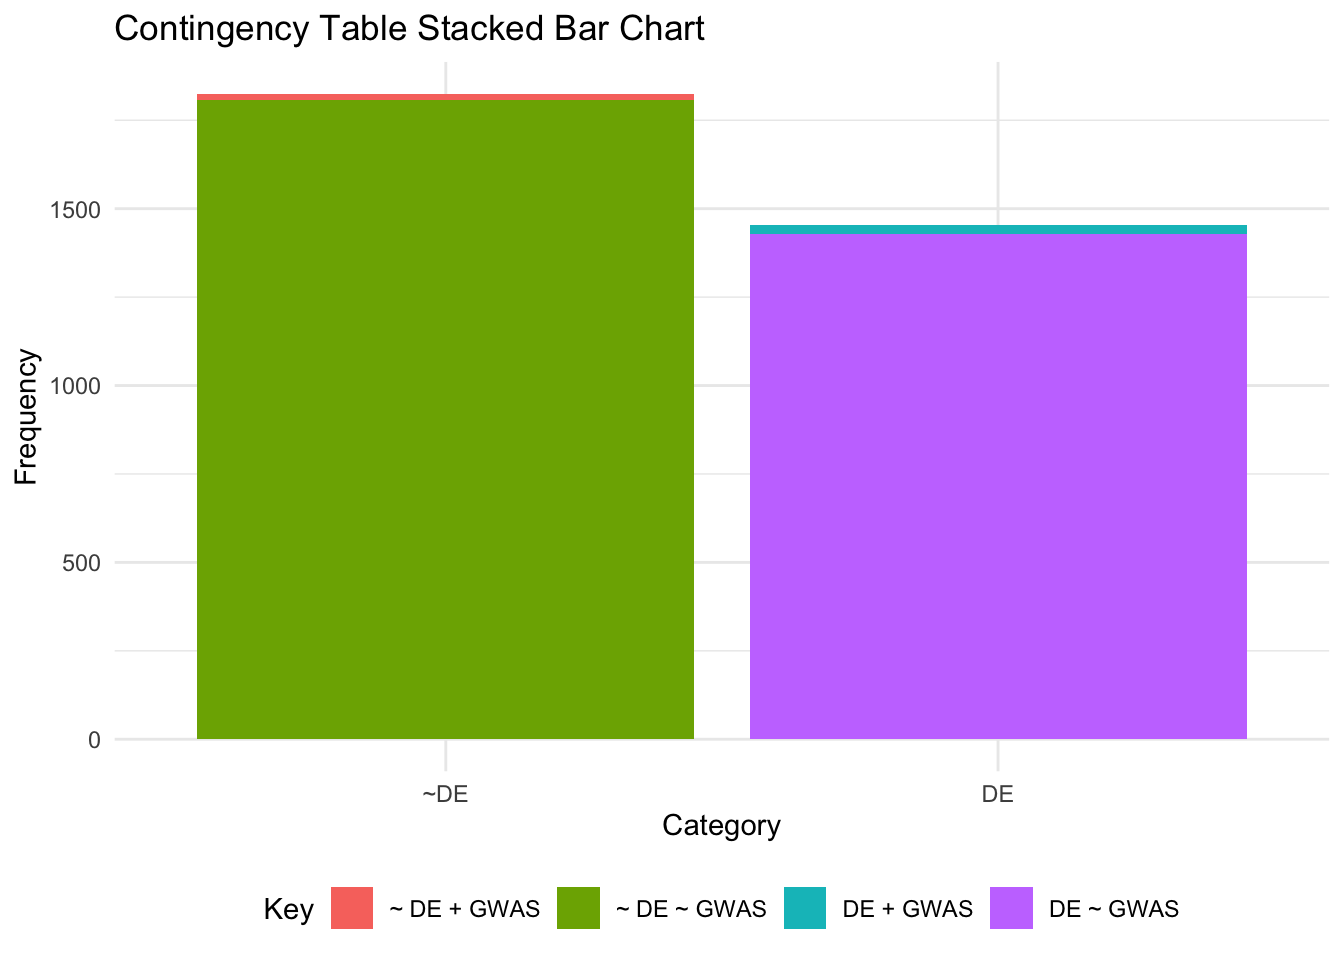 Contingency Table Stacked Bar Chart
Frequency
1500
1000
500
0
~DE DE
Category
Key ~ DE + GWAS ~ DE ~ GWAS DE + GWAS DE ~ GWAS